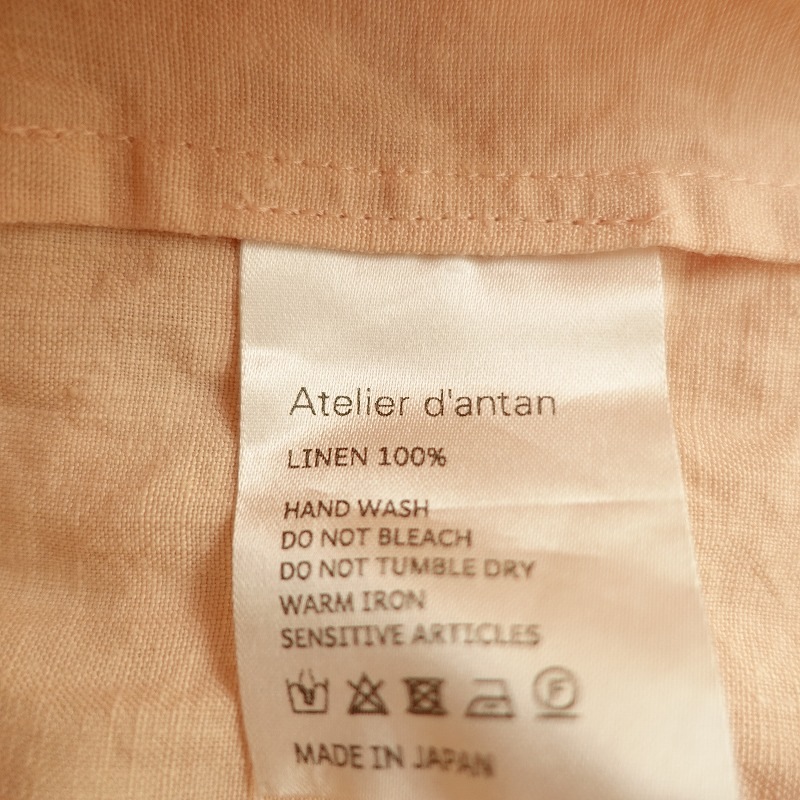 Atelier d'antan
LINEN 100%
HAND WASH
DO NOT BLEACH
DO NOT TUMBLE DRY
WARM IRON
SENSITIVE ARTICLES
F
MADE IN JAPAN